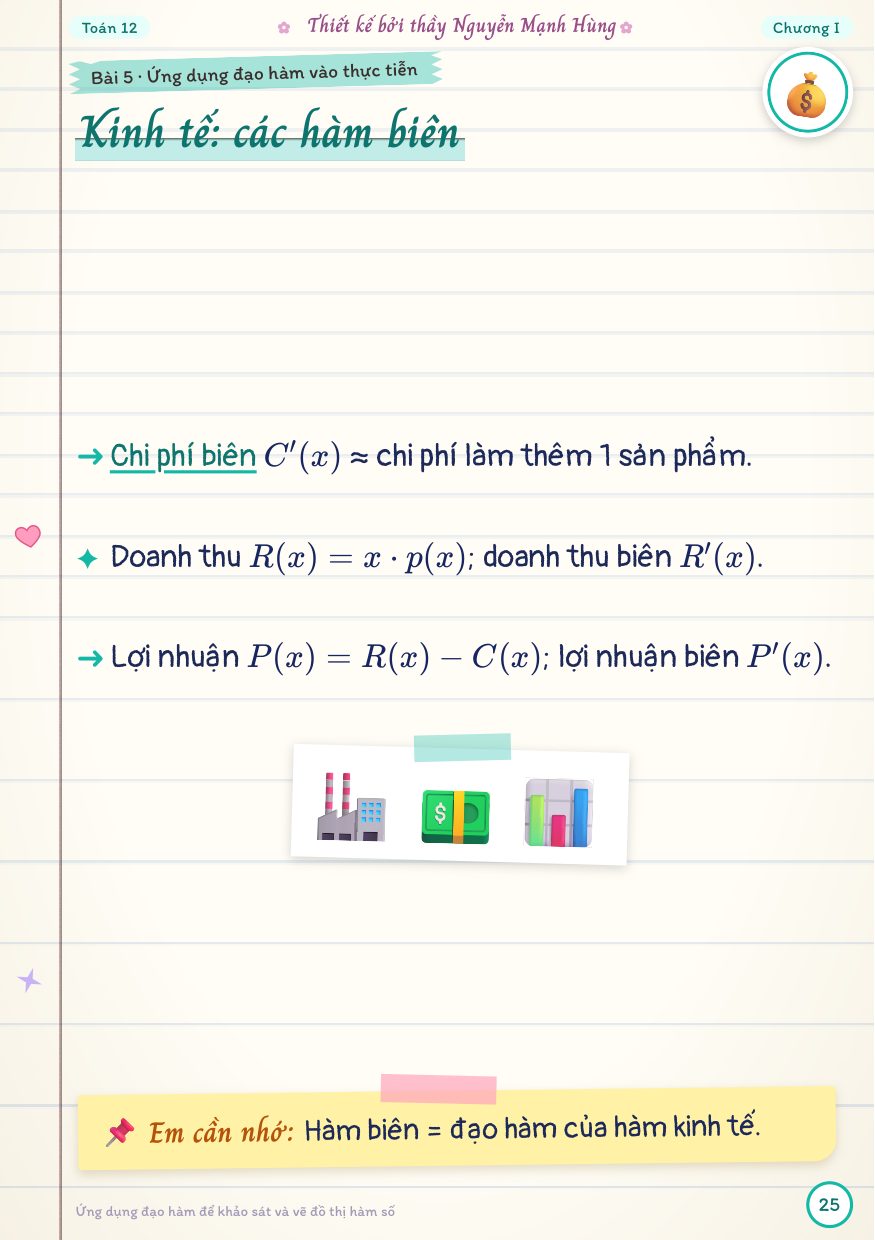 Toán 12
Thiết kế bởi thầy Nguyễn Mạnh Hùng
Chương I
Bài 5 · Ứng dụng đạo hàm vào thực tiễn
$
Kinh tế: các hàm biên
→ Chi phí biên C′(x) ≈ chi phí làm thêm 1 sản phẩm.
✦ Doanh thu R(x) = x · p(x); doanh thu biên R′(x).
→ Lợi nhuận P(x) = R(x) − C(x); lợi nhuận biên P′(x).
$
Em cần nhớ: Hàm biên = đạo hàm của hàm kinh tế.
Ứng dụng đạo hàm để khảo sát và vẽ đồ thị hàm số
25